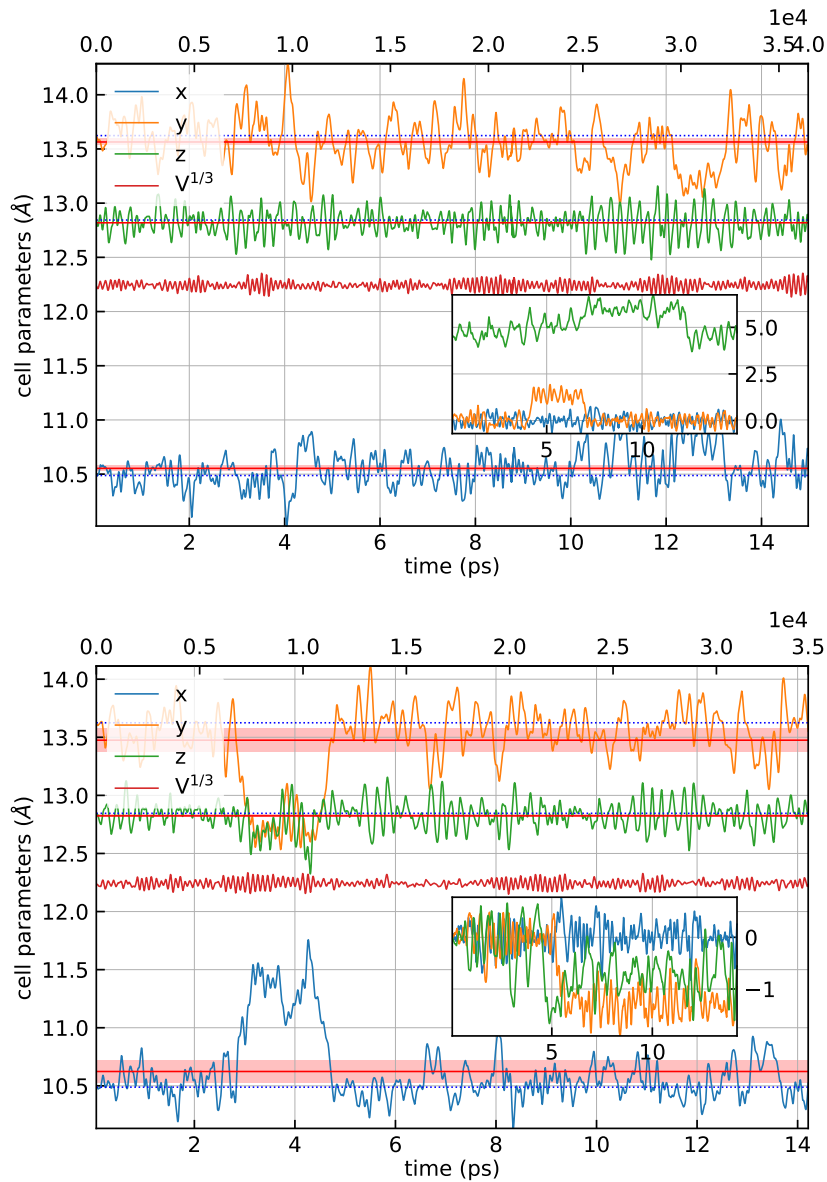 1e4
0.0 0.5 1.0 1.5 2.0 2.5 3.0 3.5 4.0
14.0
13.5
13.0
12.5
12.0
11.5
11.0
10.5
cell parameters (Å)
x
y
z
V1/3
5.0
2.5
0.0
5 10
2 4 6 8 10 12 14
time (ps)
1e4
0.0 0.5 1.0 1.5 2.0 2.5 3.0 3.5
14.0
13.5
13.0
12.5
12.0
11.5
11.0
10.5
cell parameters (Å)
x
y
z
V1/3
0
−1
5 10
2 4 6 8 10 12 14
time (ps)